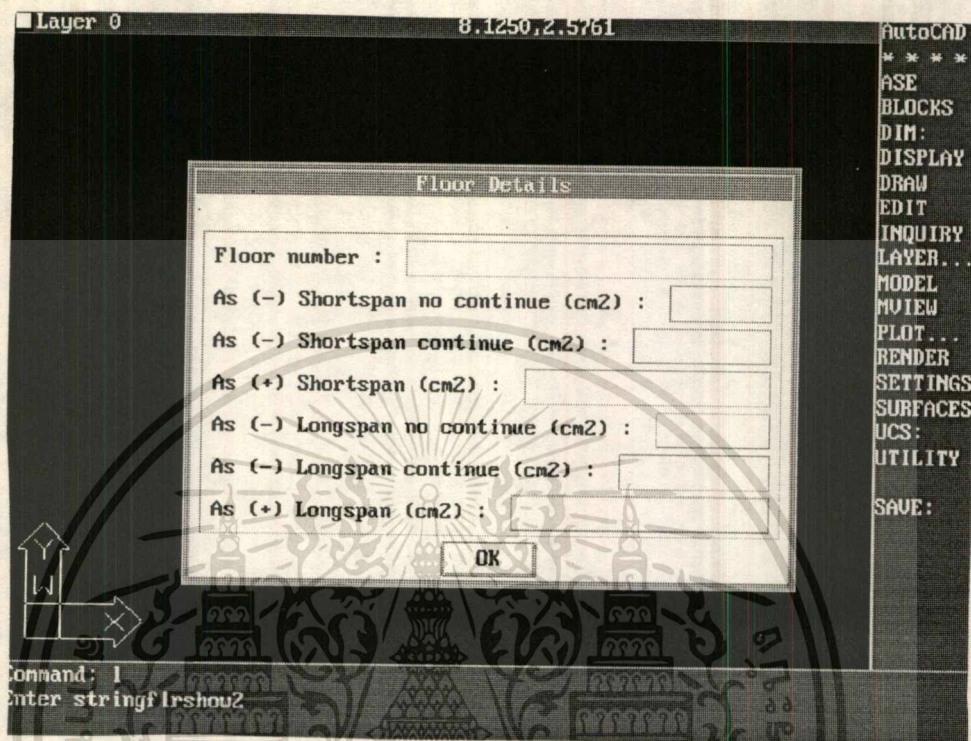 Layer 0 8.1250,2.5761
AutoCAD
* * * *
ASE
BLOCKS
DIM:
DISPLAY
DRAW
EDIT
INQUIRY
LAYER...
MODEL
MVIEW
PLOT...
RENDER
SETTINGS
SURFACES
UCS:
UTILITY
SAVE:
Floor Details
Floor number :
As (-) Shortspan no continue (cm2) :
As (-) Shortspan continue (cm2) :
As (+) Shortspan (cm2) :
As (-) Longspan no continue (cm2) :
As (-) Longspan continue (cm2) :
As (+) Longspan (cm2) :
OK
Y
W
X
Command: l
Enter stringflrshow2